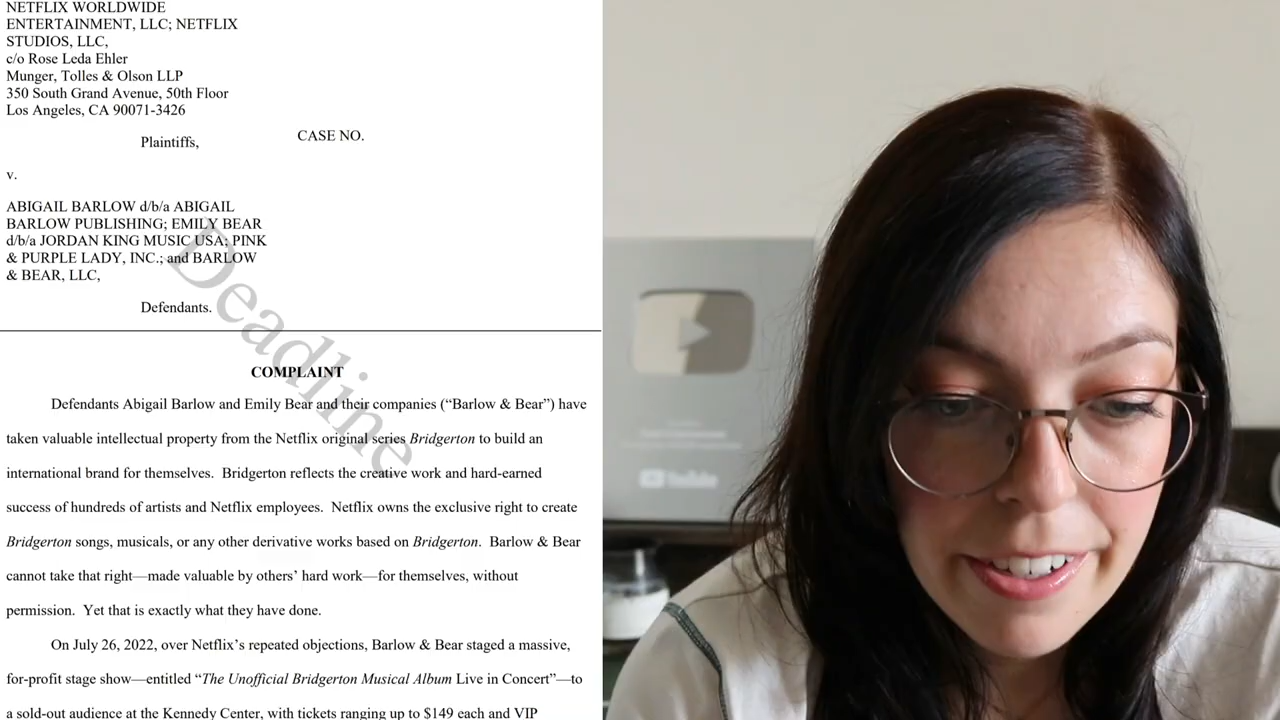 NETFLIX WORLDWIDE
ENTERTAINMENT, LLC; NETFLIX
STUDIOS, LLC,
c/o Rose Leda Ehler
Munger, Tolles & Olson LLP
350 South Grand Avenue, 50th Floor
Los Angeles, CA 90071-3426
Plaintiffs,
CASE NO.
v.
ABIGAIL BARLOW d/b/a ABIGAIL
BARLOW PUBLISHING; EMILY BEAR
d/b/a JORDAN KING MUSIC USA; PINK
& PURPLE LADY, INC.; and BARLOW
& BEAR, LLC,
Defendants.
Deadline
COMPLAINT
Defendants Abigail Barlow and Emily Bear and their companies (“Barlow & Bear”) have
taken valuable intellectual property from the Netflix original series Bridgerton to build an
international brand for themselves.  Bridgerton reflects the creative work and hard-earned
success of hundreds of artists and Netflix employees.  Netflix owns the exclusive right to create
Bridgerton songs, musicals, or any other derivative works based on Bridgerton.  Barlow & Bear
cannot take that right—made valuable by others’ hard work—for themselves, without
permission.  Yet that is exactly what they have done.
On July 26, 2022, over Netflix’s repeated objections, Barlow & Bear staged a massive,
for-profit stage show—entitled “The Unofficial Bridgerton Musical Album Live in Concert”—to
a sold-out audience at the Kennedy Center, with tickets ranging up to $149 each and VIP
YouTube